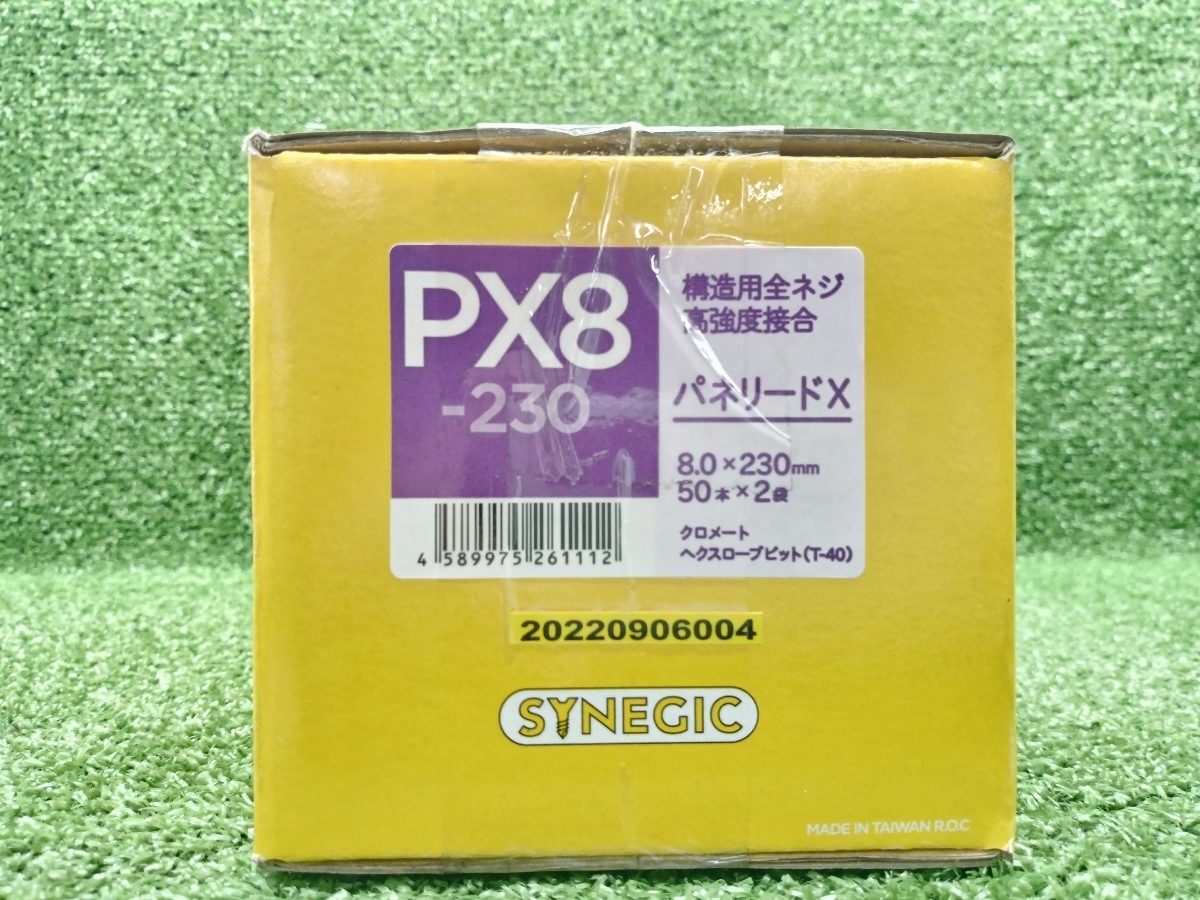 PX8
-230
構造用全ネジ
高強度接合
パネリードX
8.0×230mm
50本×2袋
クロメート
ヘクスローブビット(T-40)
4 589975 261112
20220906004
SYNEGIC
MADE IN TAIWAN R.O.C